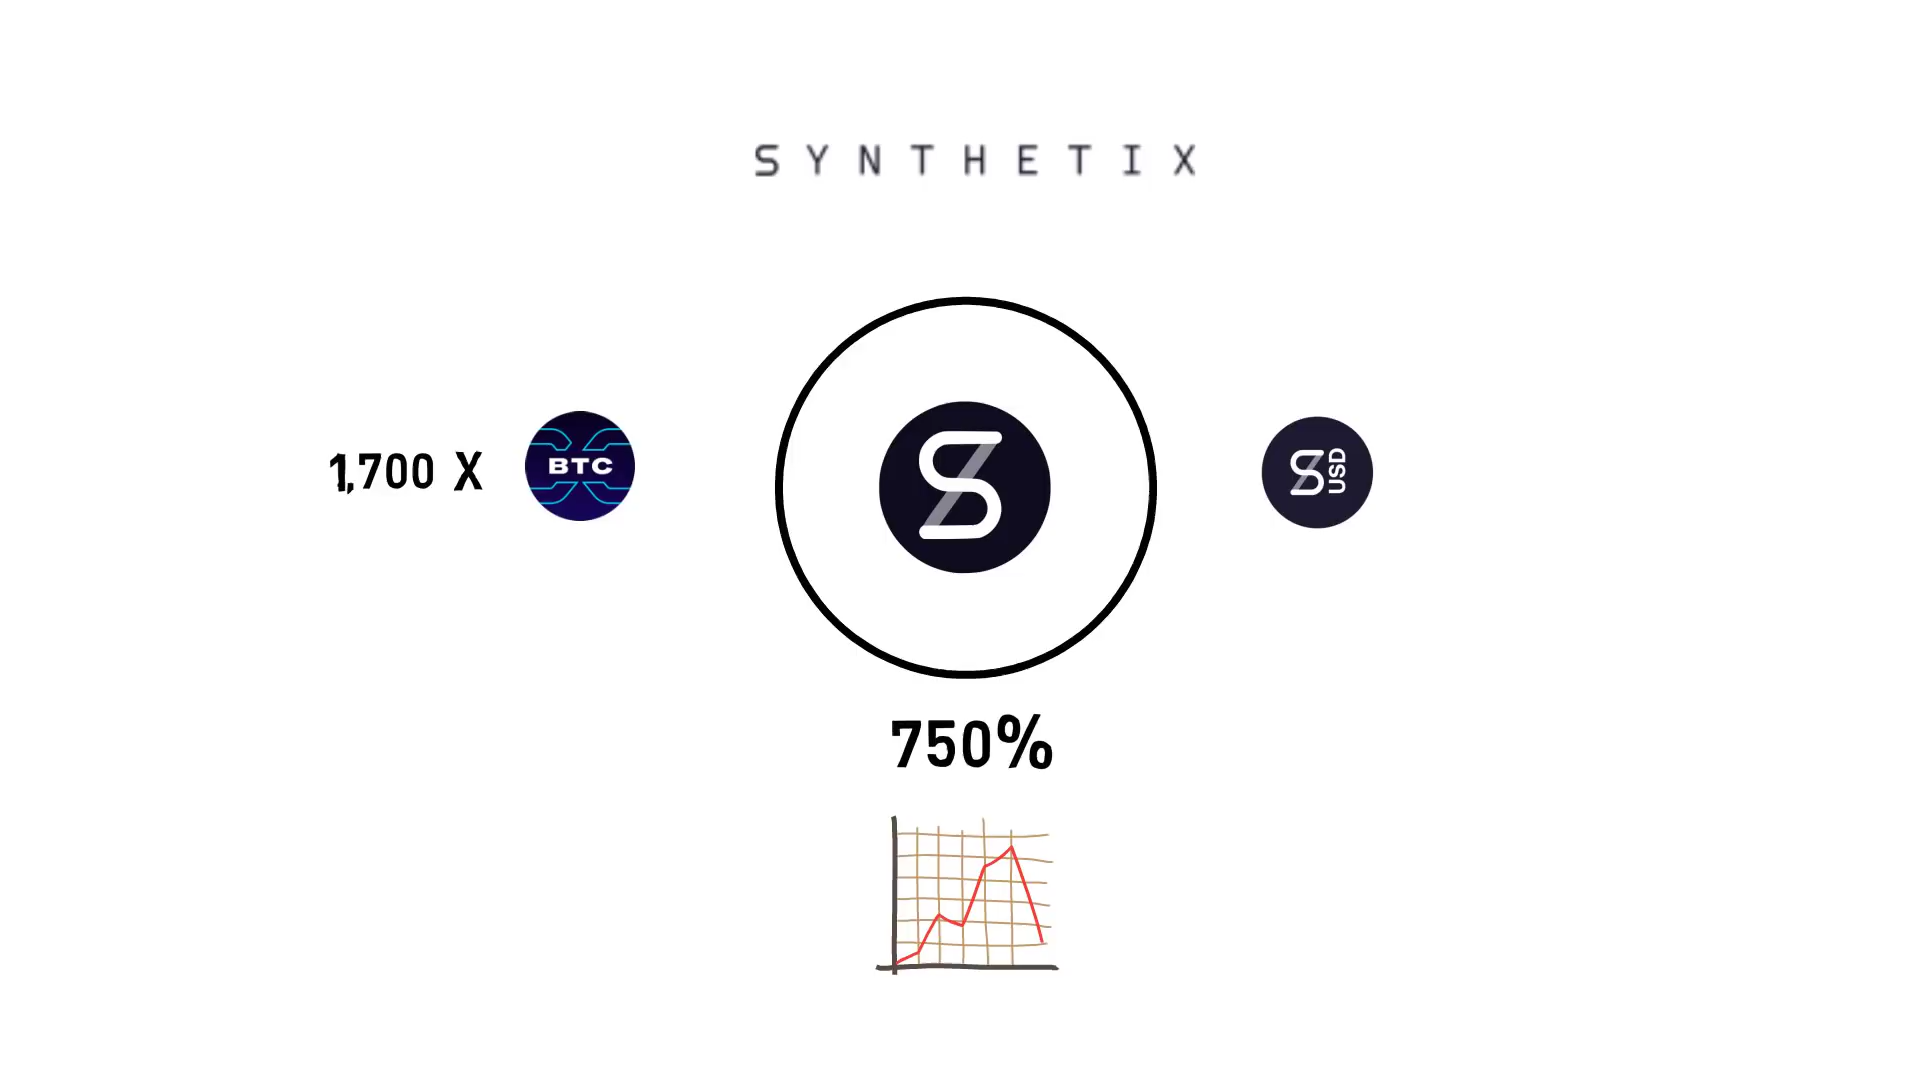 SYNTHETIX
1,700 X
BTC
S
S USD
750%